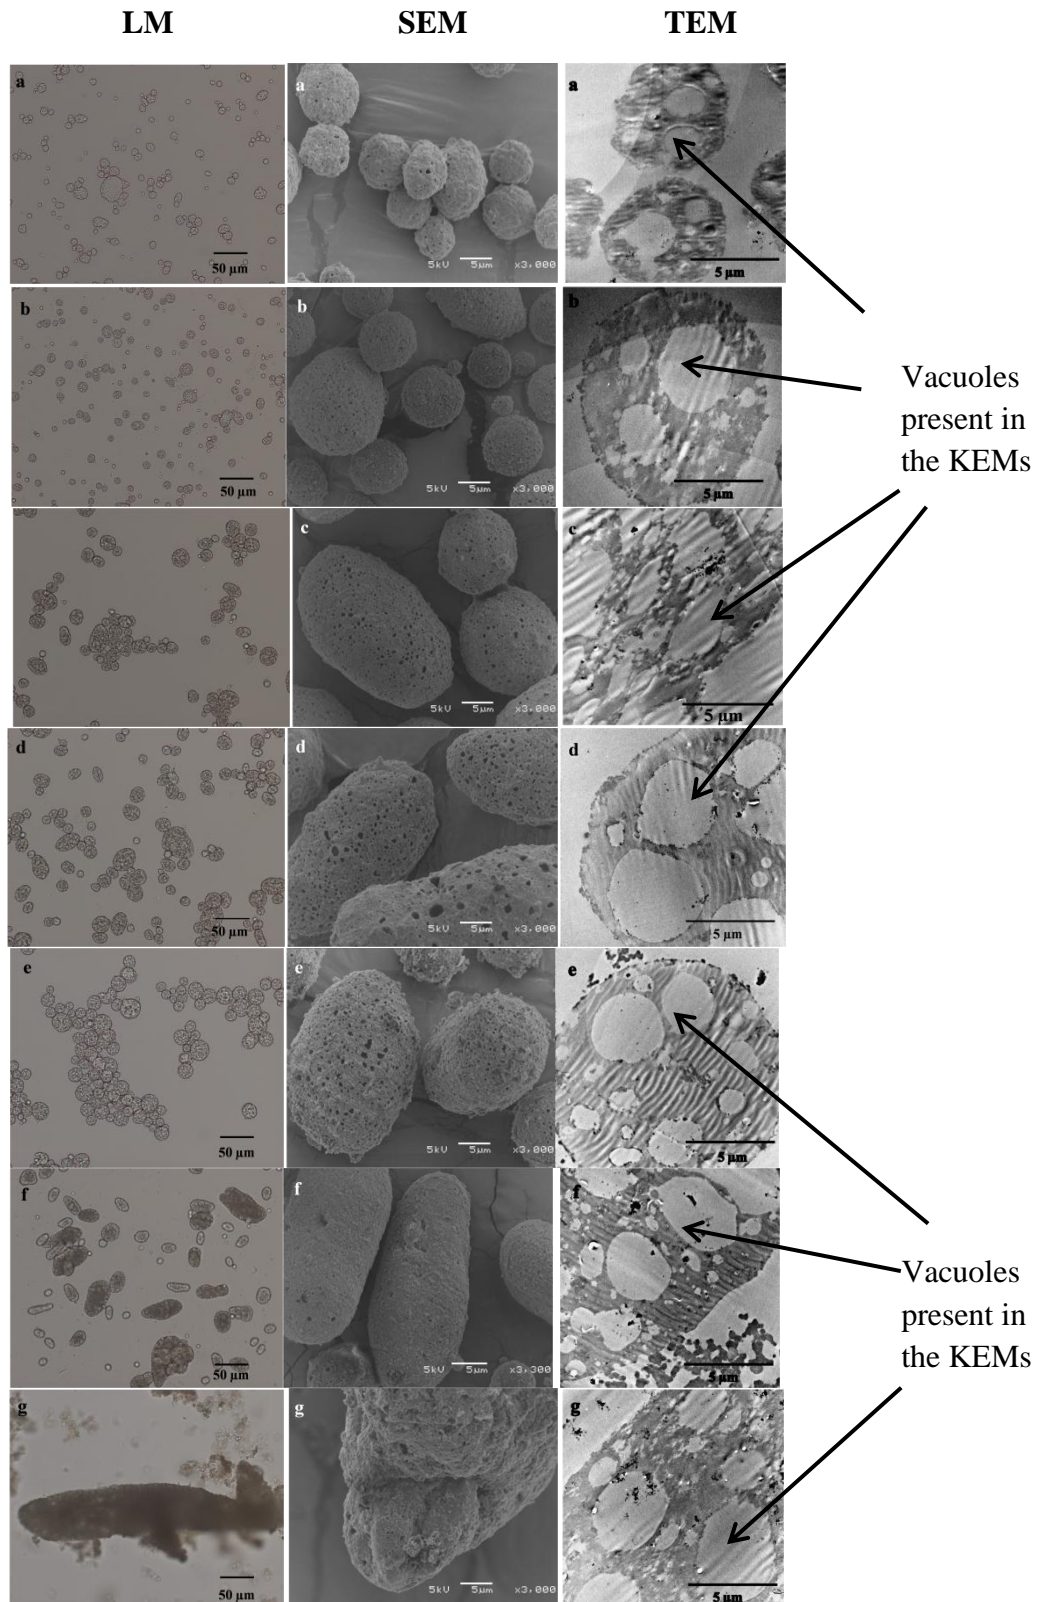 LM SEM TEM
a a a
50 µm 5kV 5µm x3,000 5 µm
b b b
50 µm 5kV 5µm x3,000 5 µm
Vacuoles
present in
the KEMs
c c
5kV 5µm x3,000 5 µm
d d d
50 µm 5kV 5µm x3,000 5 µm
e e e
50 µm 5kV 5µm x3,000 5 µm
f f f
50 µm 5kV 5µm x3,300 5 µm
Vacuoles
present in
the KEMs
g g g
50 µm 5kV 5µm x3,000 5 µm